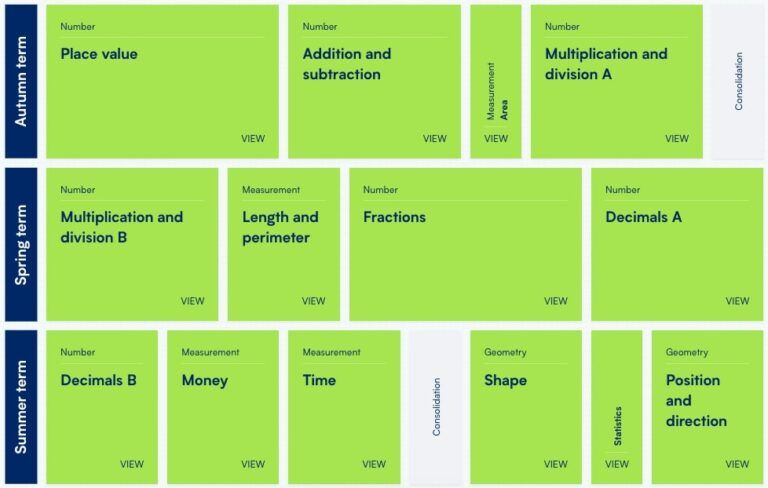 Autumn term
Number
Place value
VIEW
Number
Addition and
subtraction
VIEW
Measurement
Area
VIEW
Number
Multiplication and
division A
VIEW
Consolidation
Spring term
Number
Multiplication and
division B
VIEW
Measurement
Length and
perimeter
VIEW
Number
Fractions
VIEW
Number
Decimals A
VIEW
Summer term
Number
Decimals B
VIEW
Measurement
Money
VIEW
Measurement
Time
VIEW
Consolidation
Geometry
Shape
VIEW
Statistics
VIEW
Geometry
Position
and
direction
VIEW